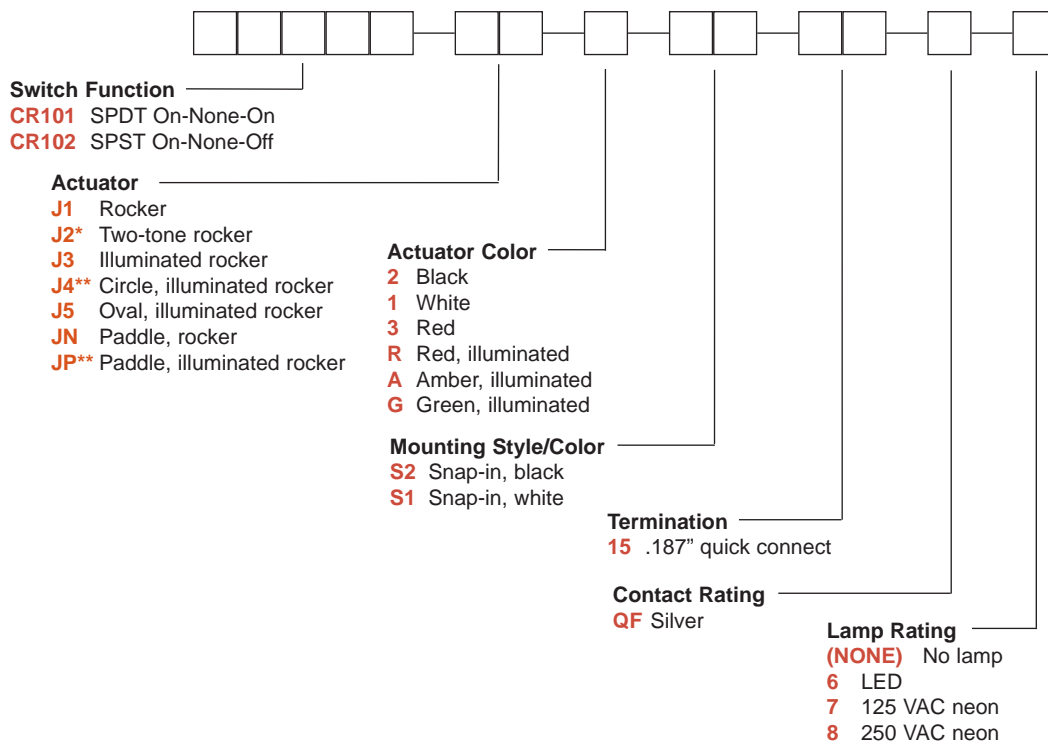 Switch Function
CR101 SPDT On-None-On
CR102 SPST On-None-Off
Actuator
J1 Rocker
J2* Two-tone rocker
J3 Illuminated rocker
J4** Circle, illuminated rocker
J5 Oval, illuminated rocker
JN Paddle, rocker
JP** Paddle, illuminated rocker
Actuator Color
2 Black
1 White
3 Red
R Red, illuminated
A Amber, illuminated
G Green, illuminated
Mounting Style/Color
S2 Snap-in, black
S1 Snap-in, white
Termination
15 .187” quick connect
Contact Rating
QF Silver
Lamp Rating
(NONE) No lamp
6 LED
7 125 VAC neon
8 250 VAC neon